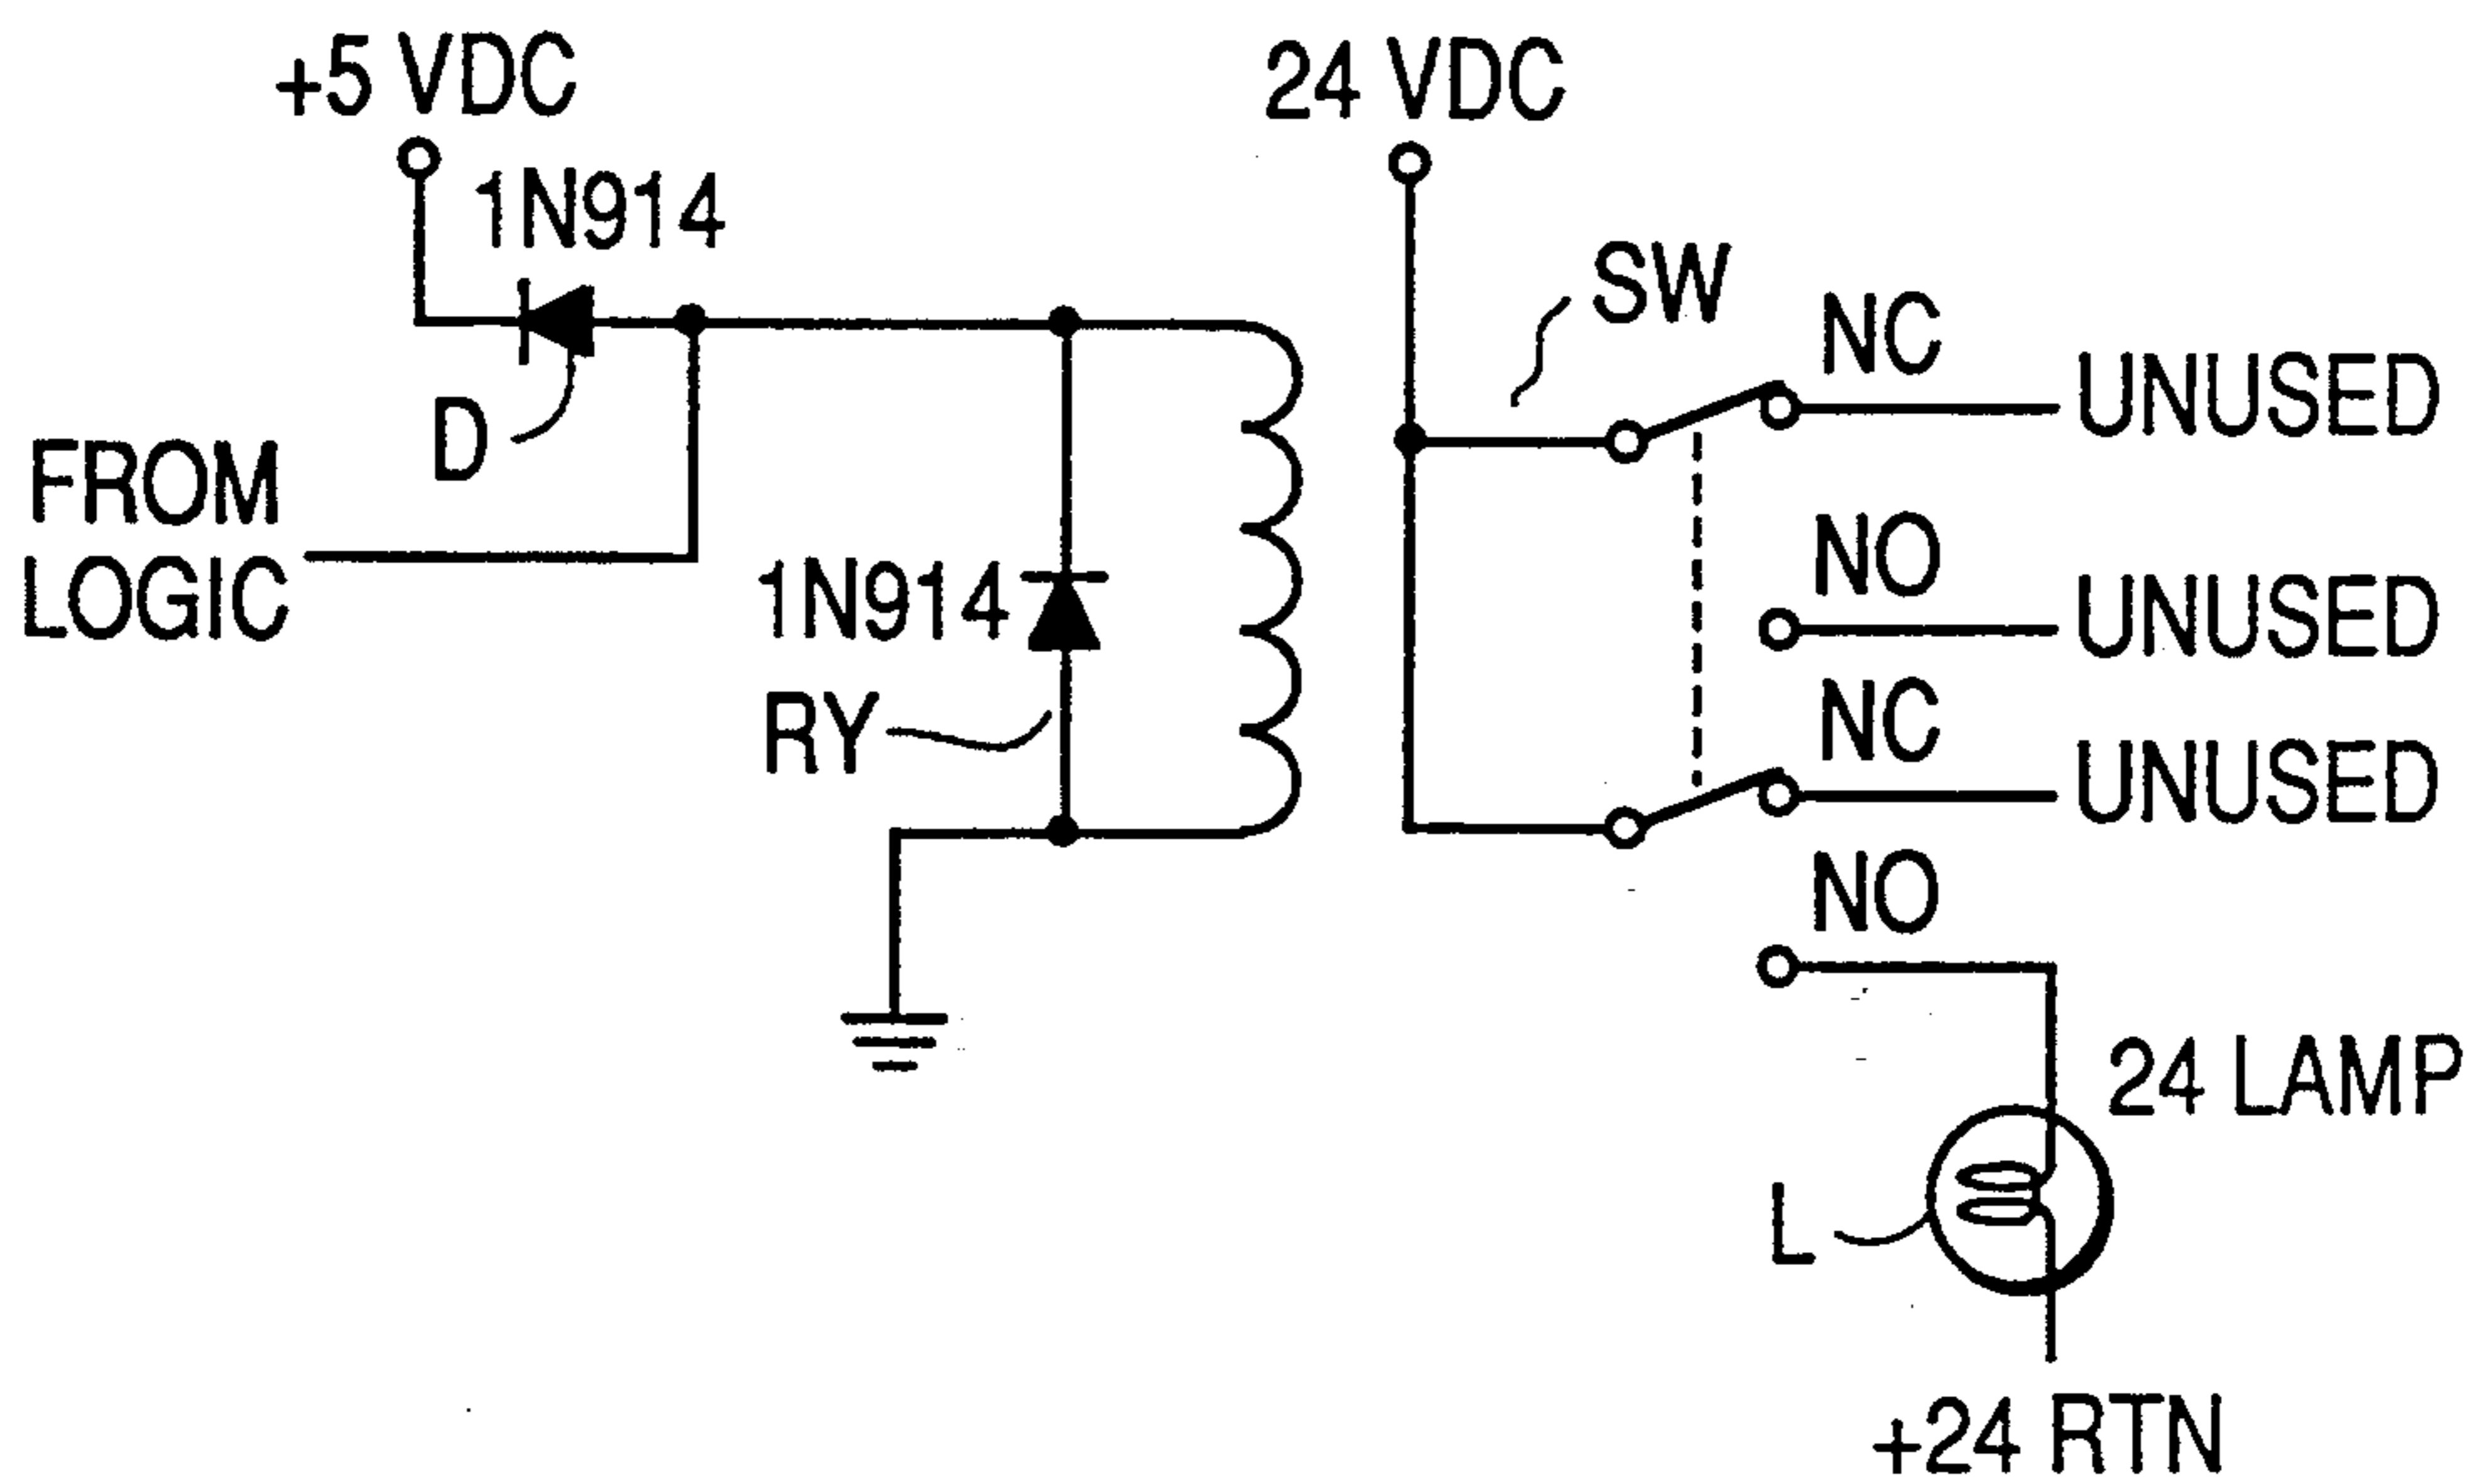 +5 VDC
24 VDC
1N914
SW
NC
UNUSED
D
FROM
LOGIC
NO
UNUSED
1N914
RY
NC
UNUSED
NO
24 LAMP
L
+24 RTN